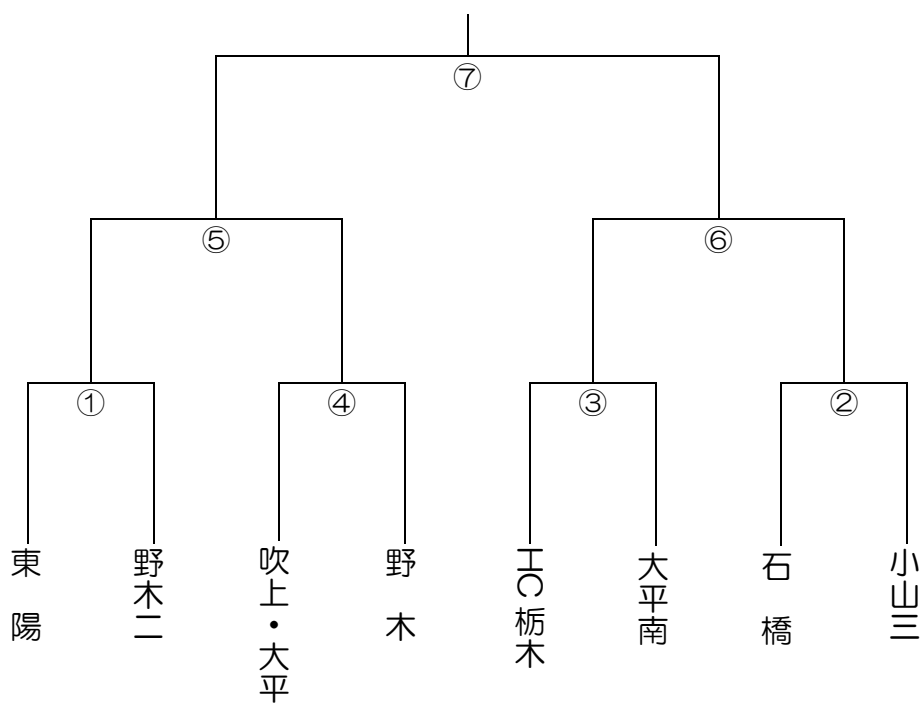 ⑦
⑤
⑥
①
④
③
②
東陽
野木二
吹上・大平
野木
HC栃木
大平南
石橋
小山三